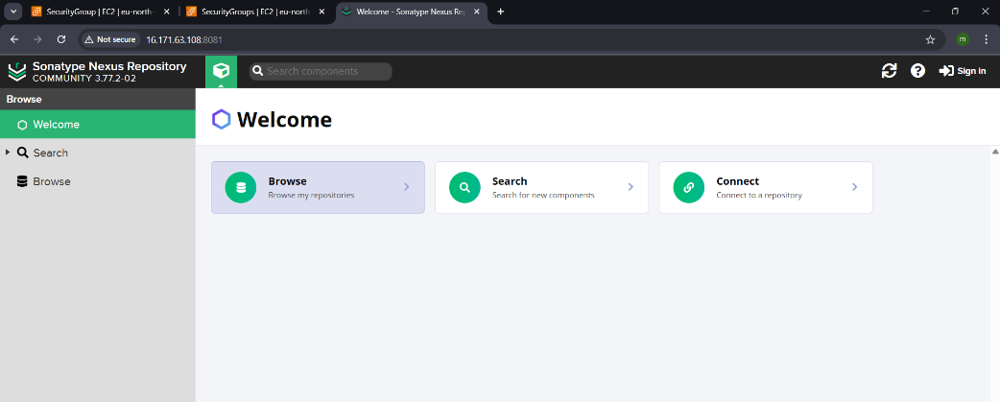 SecurityGroup | EC2 | eu-north-
SecurityGroups | EC2 | eu-north
Welcome - Sonatype Nexus Rep
Not secure
16.171.63.108:8081
m
Sonatype Nexus Repository
COMMUNITY 3.77.2-02
Search components
Sign in
Browse
Welcome
Search
Browse
Welcome
Browse
Browse my repositories
Search
Search for new components
Connect
Connect to a repository